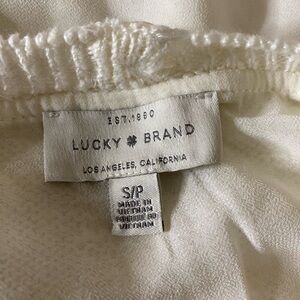 EST.1990
LUCKY BRAND
LOS ANGELES, CALIFORNIA
S/P
MADE IN
VIETNAM
FABRIQUÉ AU
VIETNAM